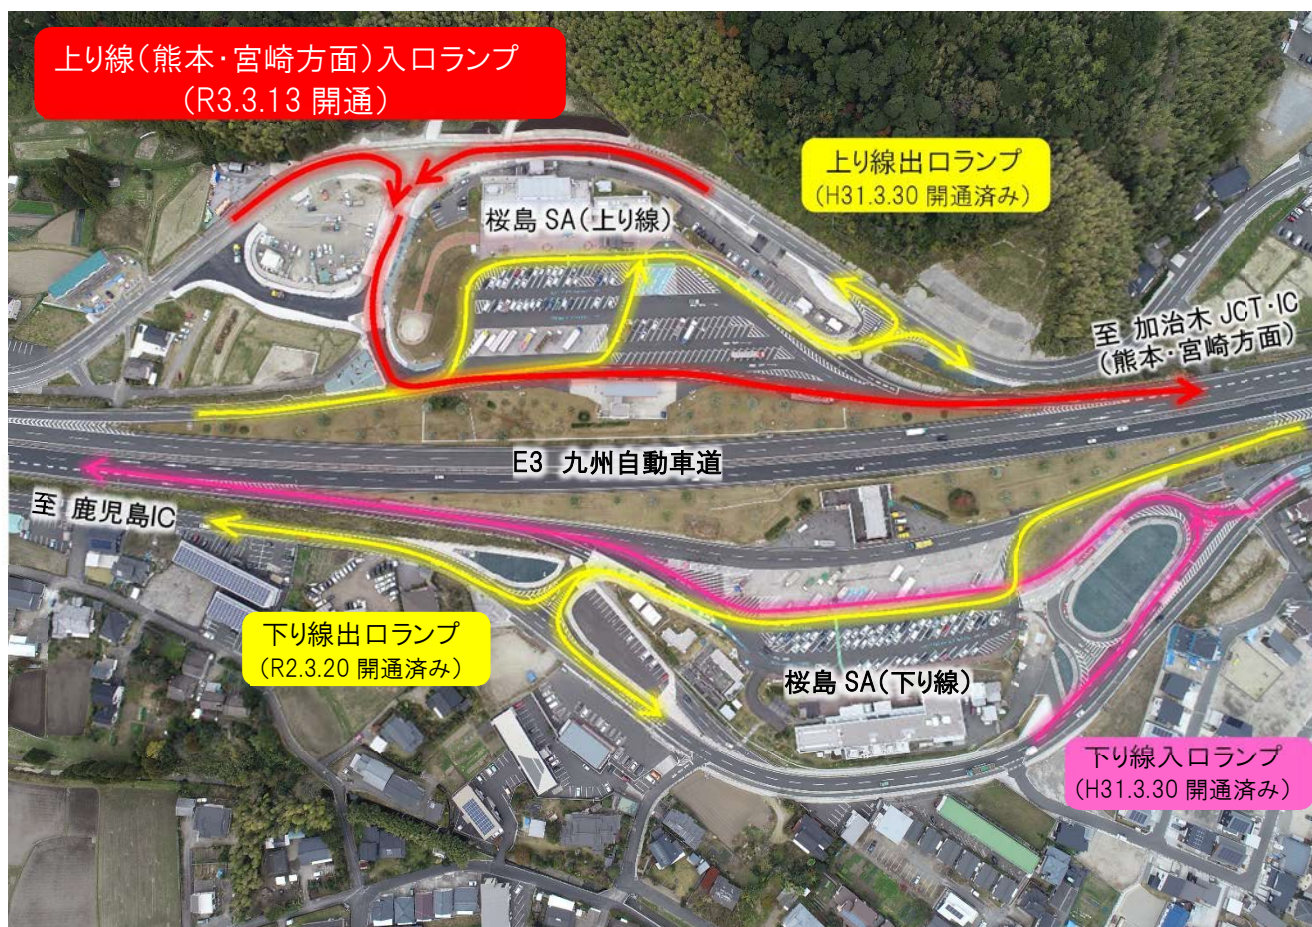 上り線(熊本・宮崎方面)入口ランプ
(R3.3.13 開通)
上り線出口ランプ
(H31.3.30 開通済み)
桜島 SA(上り線)
至 加治木 JCT・IC
(熊本・宮崎方面)
E3 九州自動車道
至 鹿児島IC
下り線出口ランプ
(R2.3.20 開通済み)
桜島 SA(下り線)
下り線入口ランプ
(H31.3.30 開通済み)